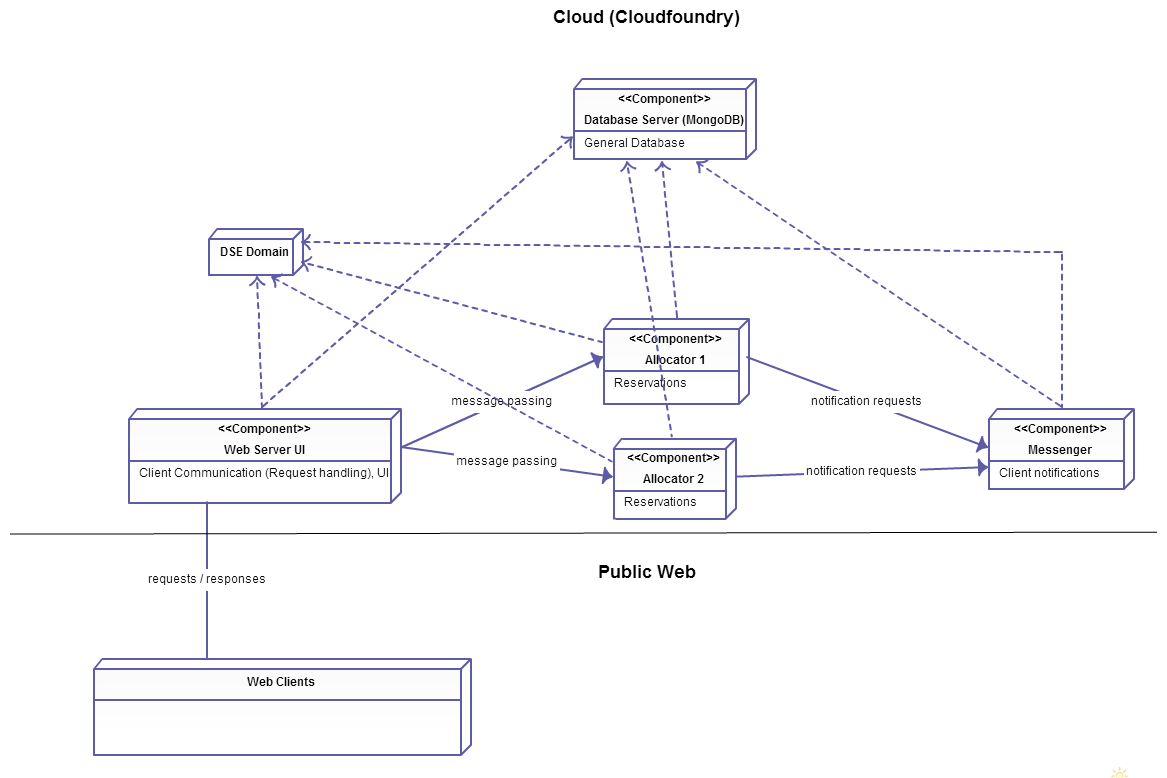 Cloud (Cloudfoundry)
<<Component>>
Database Server (MongoDB)
General Database
DSE Domain
<<Component>>
Allocator 1
Reservations
message passing
notification requests
<<Component>>
Web Server UI
Client Communication (Request handling), UI
message passing
<<Component>>
Allocator 2
Reservations
notification requests
<<Component>>
Messenger
Client notifications
Public Web
requests / responses
Web Clients